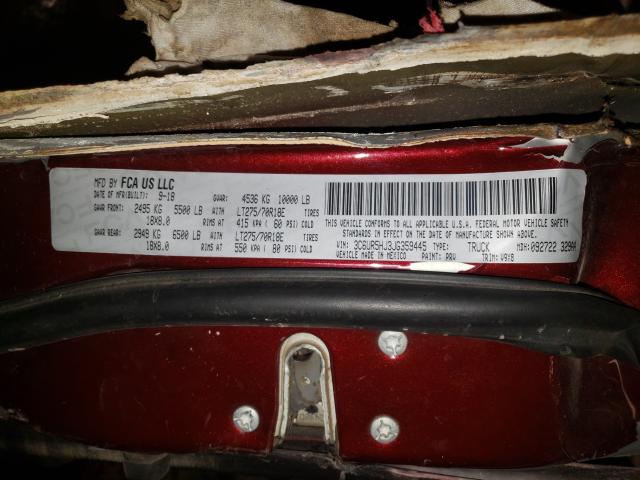 MFD BY FCA US LLC
DATE OF MFR(BUILT): 9-18 GVWR: 4536 KG 10000 LB
GAWR FRONT: 2495 KG 5500 LB WITH LT275/70R18E TIRES
18X8.0 RIMS AT 415 KPA ( 60 PSI) COLD
GAWR REAR: 2949 KG 6500 LB WITH LT275/70R18E TIRES
18X8.0 RIMS AT 550 KPA ( 80 PSI) COLD
THIS VEHICLE CONFORMS TO ALL APPLICABLE U.S.A. FEDERAL MOTOR VEHICLE SAFETY
STANDARDS IN EFFECT ON THE DATE OF MANUFACTURE SHOWN ABOVE.
VIN: 3C6UR5HJ3JG359445 TYPE: TRUCK MDH: 092722 329AA
VEHICLE MADE IN MEXICO PAINT: PRV TRIM: V9X8